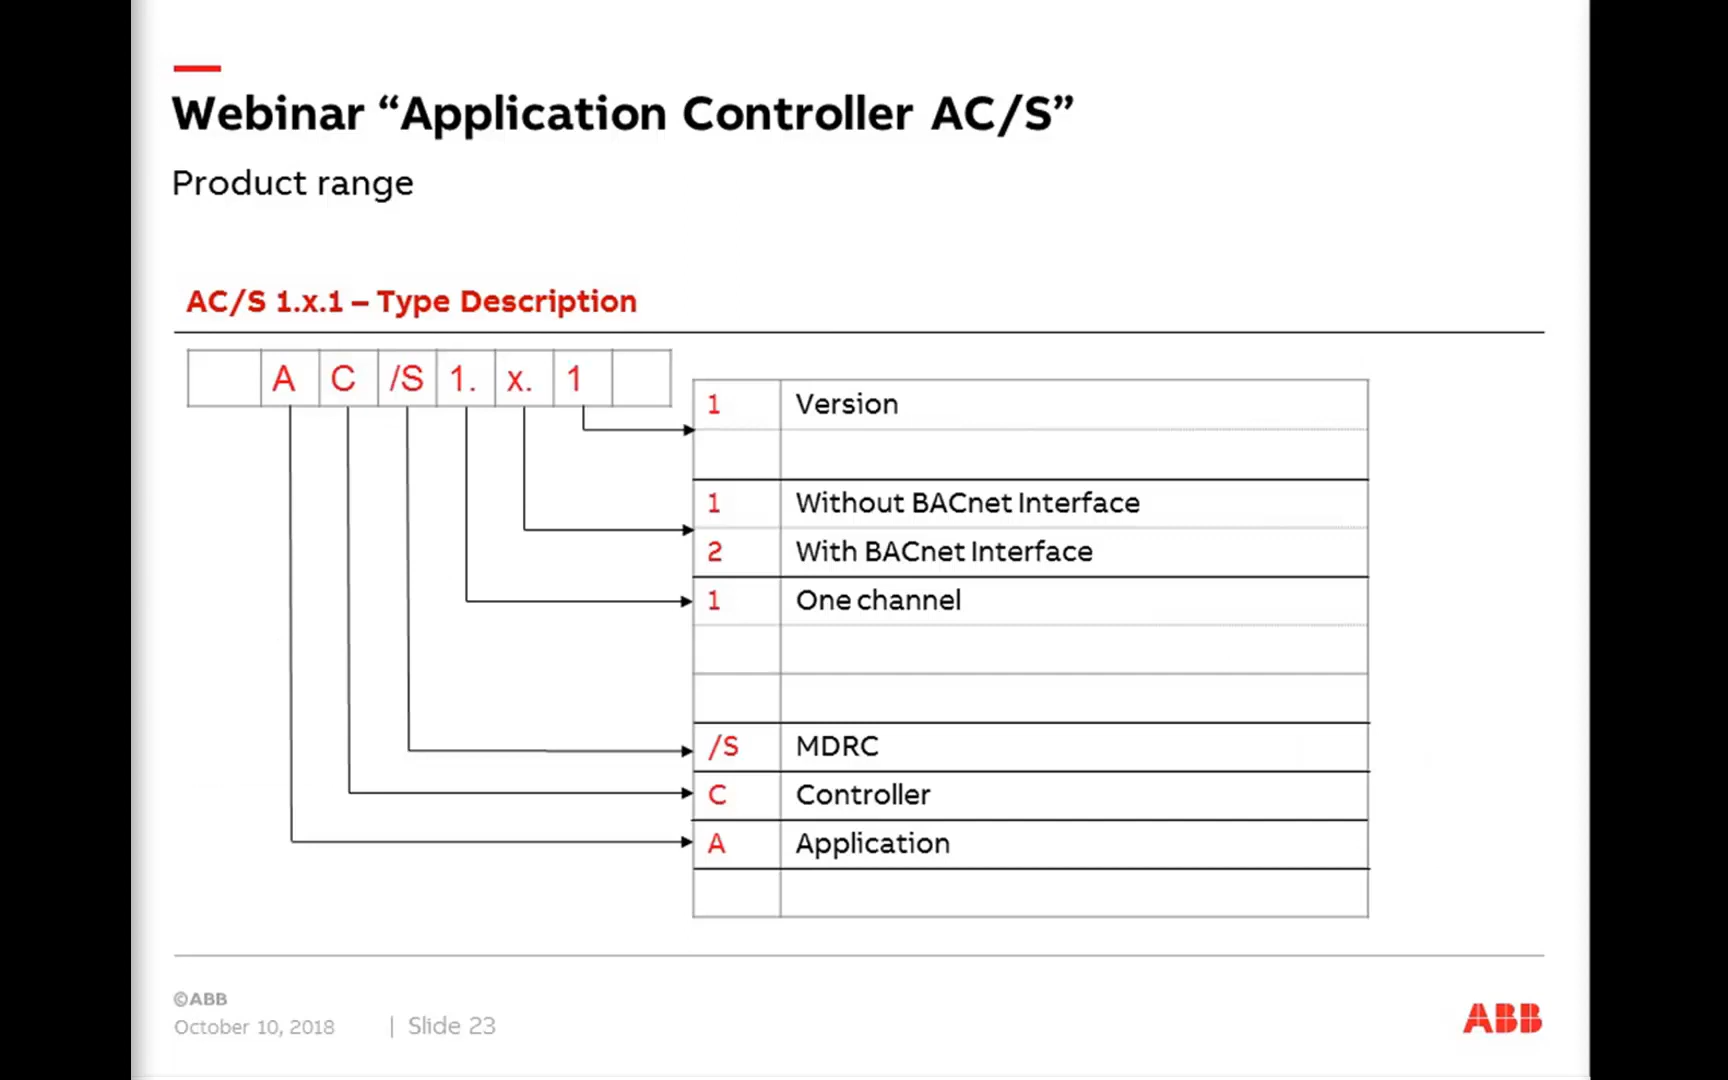 Webinar “Application Controller AC/S”
Product range
AC/S 1.x.1 – Type Description
A C /S 1. x. 1
1 Version
1 Without BACnet Interface
2 With BACnet Interface
1 One channel
/S MDRC
C Controller
A Application
©ABB
October 10, 2018 | Slide 23
ABB